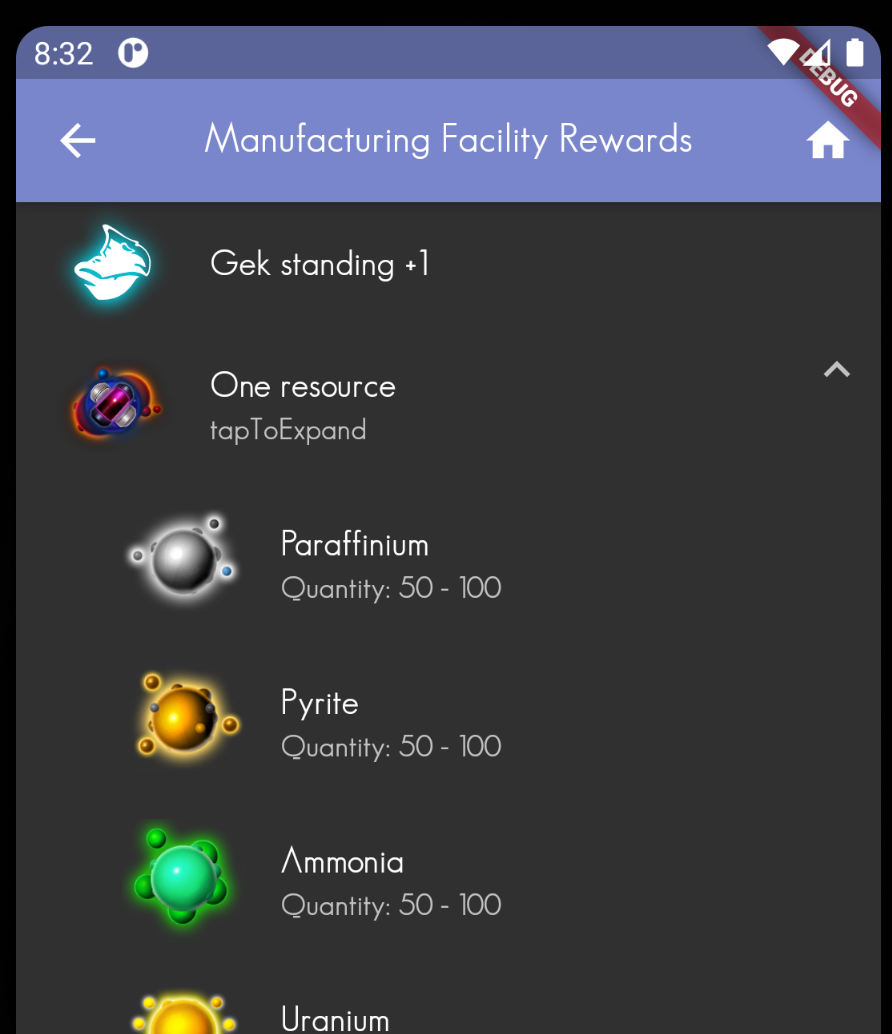 8:32
DEBUG
Manufacturing Facility Rewards
Gek standing +1
One resource
tapToExpand
Paraffinium
Quantity: 50 - 100
Pyrite
Quantity: 50 - 100
Ammonia
Quantity: 50 - 100
Uranium